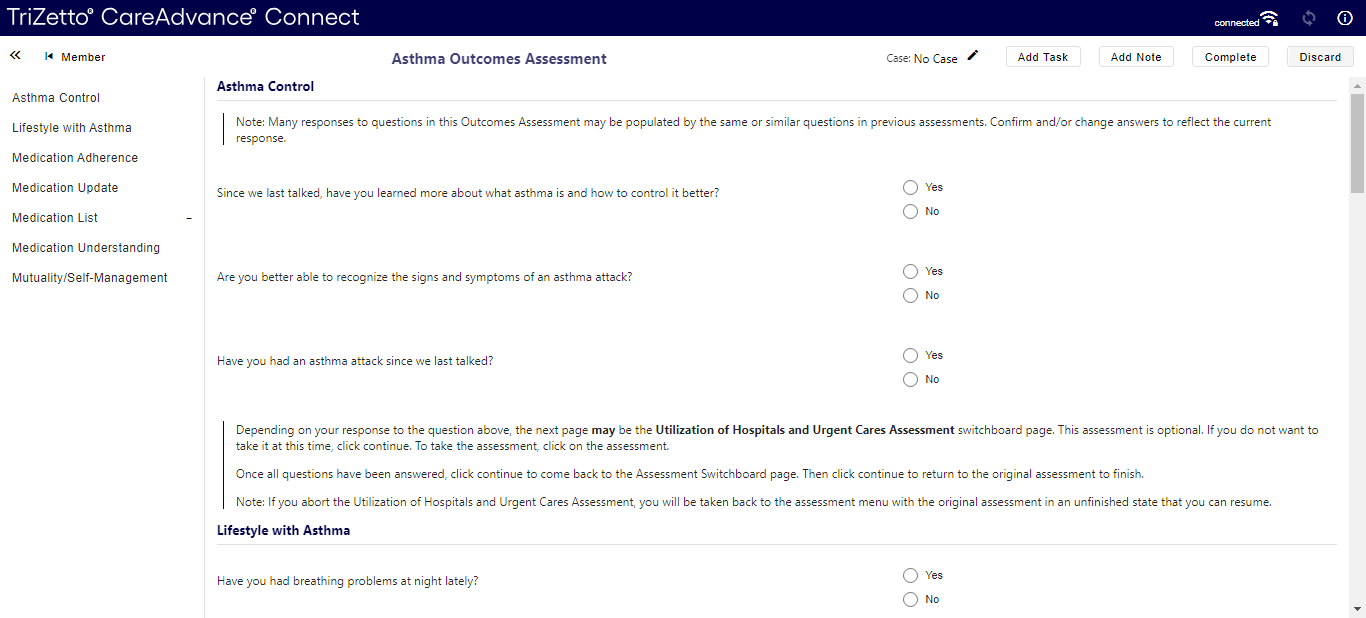 TriZetto® CareAdvance® Connect
connected
Member
Asthma Outcomes Assessment
Case: No Case
Add Task
Add Note
Complete
Discard
Asthma Control
Lifestyle with Asthma
Medication Adherence
Medication Update
Medication List
Medication Understanding
Mutuality/Self-Management
Asthma Control
Note: Many responses to questions in this Outcomes Assessment may be populated by the same or similar questions in previous assessments. Confirm and/or change answers to reflect the current
response.
Since we last talked, have you learned more about what asthma is and how to control it better?
Yes
No
Are you better able to recognize the signs and symptoms of an asthma attack?
Yes
No
Have you had an asthma attack since we last talked?
Yes
No
Depending on your response to the question above, the next page may be the Utilization of Hospitals and Urgent Cares Assessment switchboard page. This assessment is optional. If you do not want to
take it at this time, click continue. To take the assessment, click on the assessment.
Once all questions have been answered, click continue to come back to the Assessment Switchboard page. Then click continue to return to the original assessment to finish.
Note: If you abort the Utilization of Hospitals and Urgent Cares Assessment, you will be taken back to the assessment menu with the original assessment in an unfinished state that you can resume.
Lifestyle with Asthma
Have you had breathing problems at night lately?
Yes
No